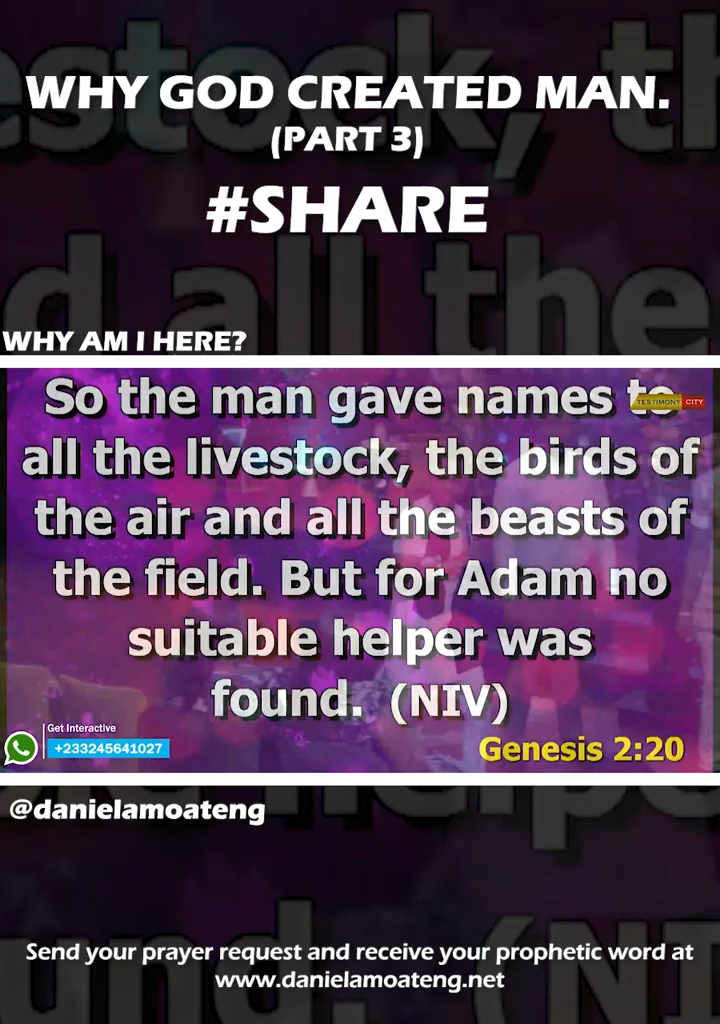 WHY GOD CREATED MAN.
(PART 3)
#SHARE
WHY AM I HERE?
So the man gave names to
TESTIMONY CITY
all the livestock, the birds of
the air and all the beasts of
the field. But for Adam no
suitable helper was
found. (NIV)
Get Interactive
+233245641027
Genesis 2:20
@danielamoateng
Send your prayer request and receive your prophetic word at
www.danielamoateng.net